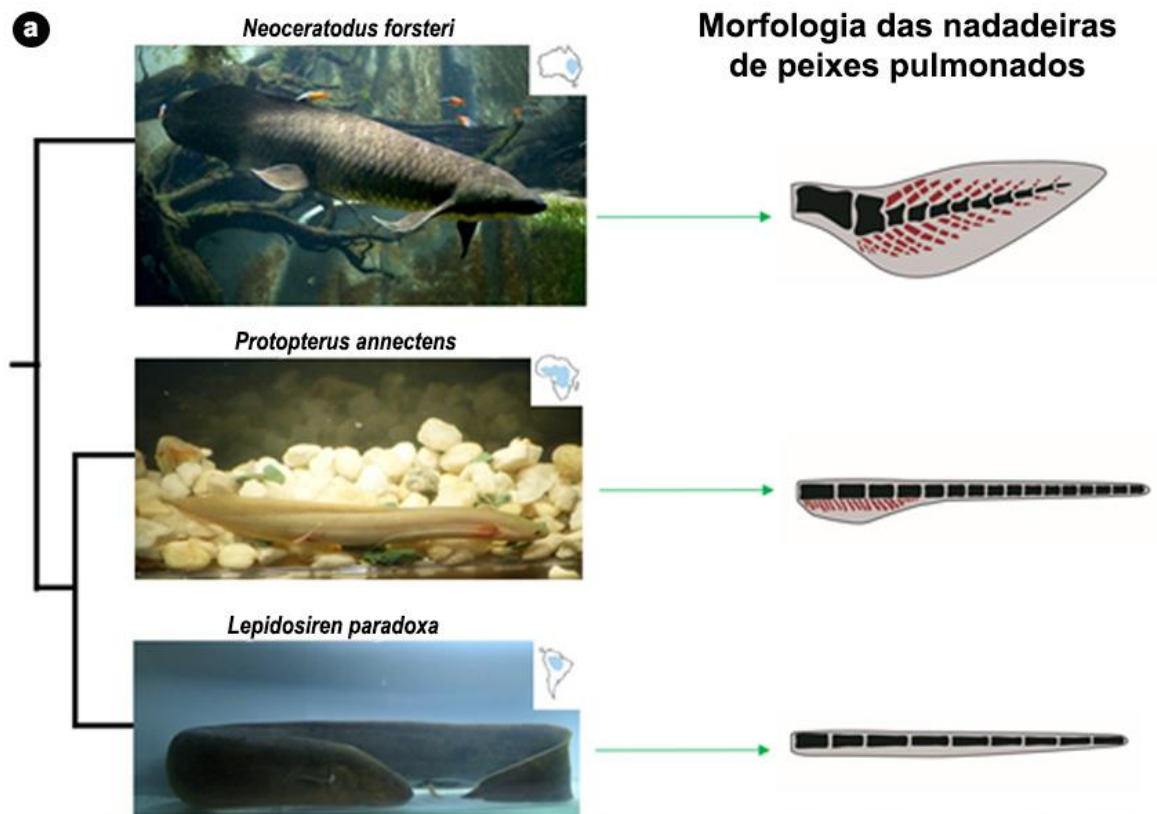 a
Neoceratodus forsteri
Morfologia das nadadeiras
de peixes pulmonados
Protopterus annectens
Lepidosiren paradoxa